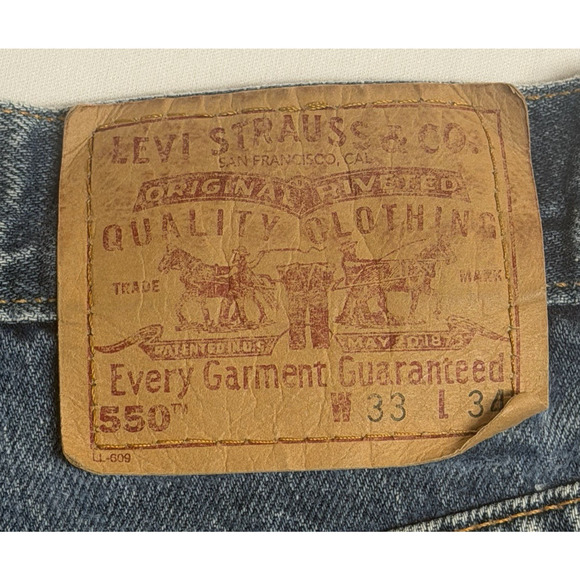 LEVI STRAUSS & CO.
SAN FRANCISCO, CAL.
ORIGINAL RIVETED
QUALITY CLOTHING
TRADE MARK
PATENTED IN U.S. MAY 20 1873
Every Garment Guaranteed
550™ W 33 L 34
LL-609